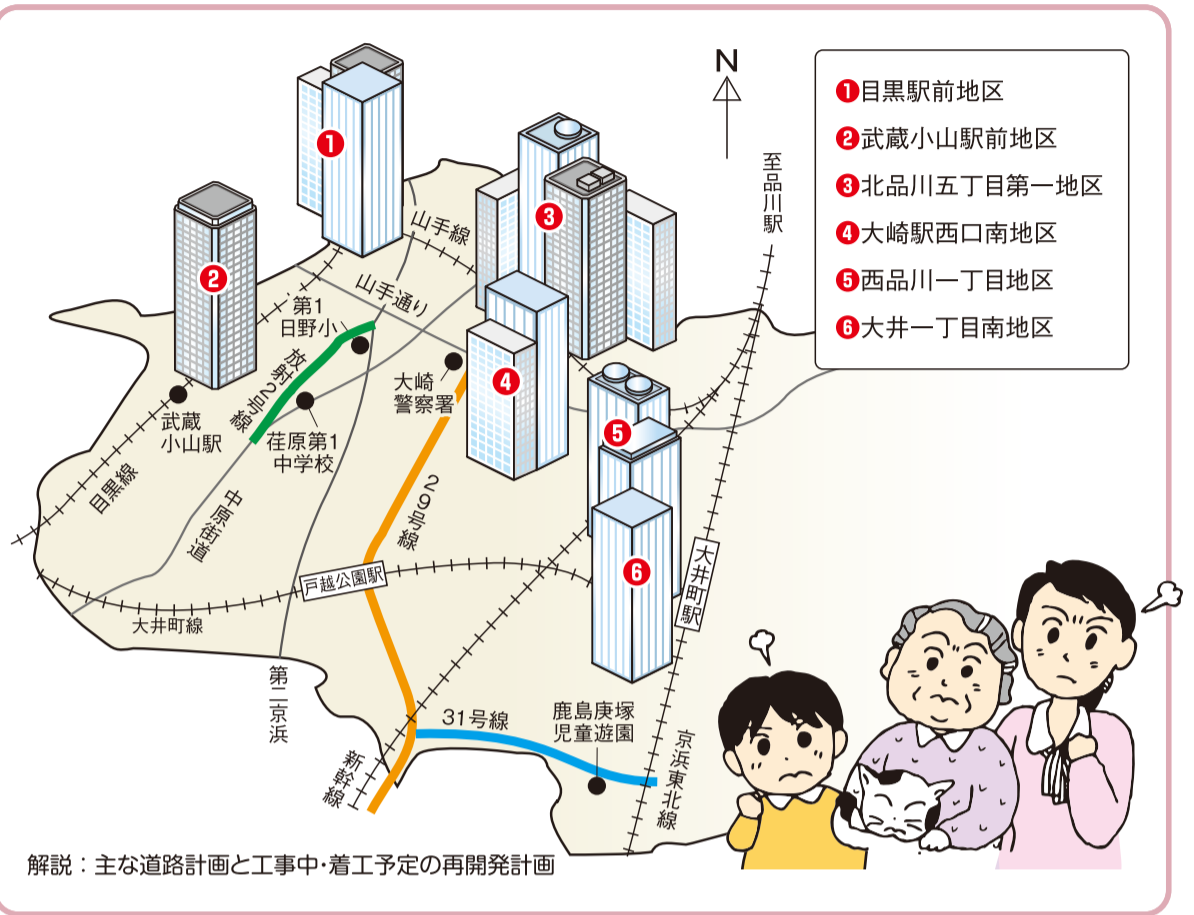 N
❶目黒駅前地区
❷武蔵小山駅前地区
❸北品川五丁目第一地区
❹大崎駅西口南地区
❺西品川一丁目地区
❻大井一丁目南地区
至品川駅
❶
❷
❸
❹
❺
❻
山手線
山手通り
第1
日野小
放射2号線
大崎
警察署
武蔵
小山駅
荏原第1
中学校
目黒線
中原街道
29号線
戸越公園駅
大井町駅
大井町線
第二京浜
31号線
鹿島庚塚
児童遊園
新幹線
京浜東北線
解説：主な道路計画と工事中・着工予定の再開発計画